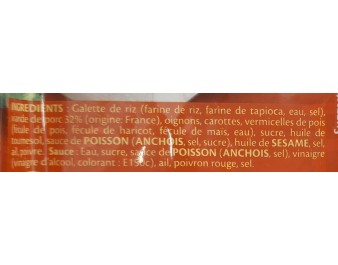 INGREDIENTS : Galette de riz (farine de riz, farine de tapioca, eau, sel),
viande de porc 32% (origine: France), oignons, carottes, vermicelles de pois
(fécule de pois, fécule de haricot, fécule de maïs, eau), sucre, huile de
tournesol, sauce de POISSON (ANCHOIS, sel, sucre), huile de SESAME, sel,
ail, poivre. Sauce : Eau, sucre, sauce de POISSON (ANCHOIS, sel), vinaigre
(vinaigre d'alcool, colorant : E150c), ail, poivron rouge, sel.